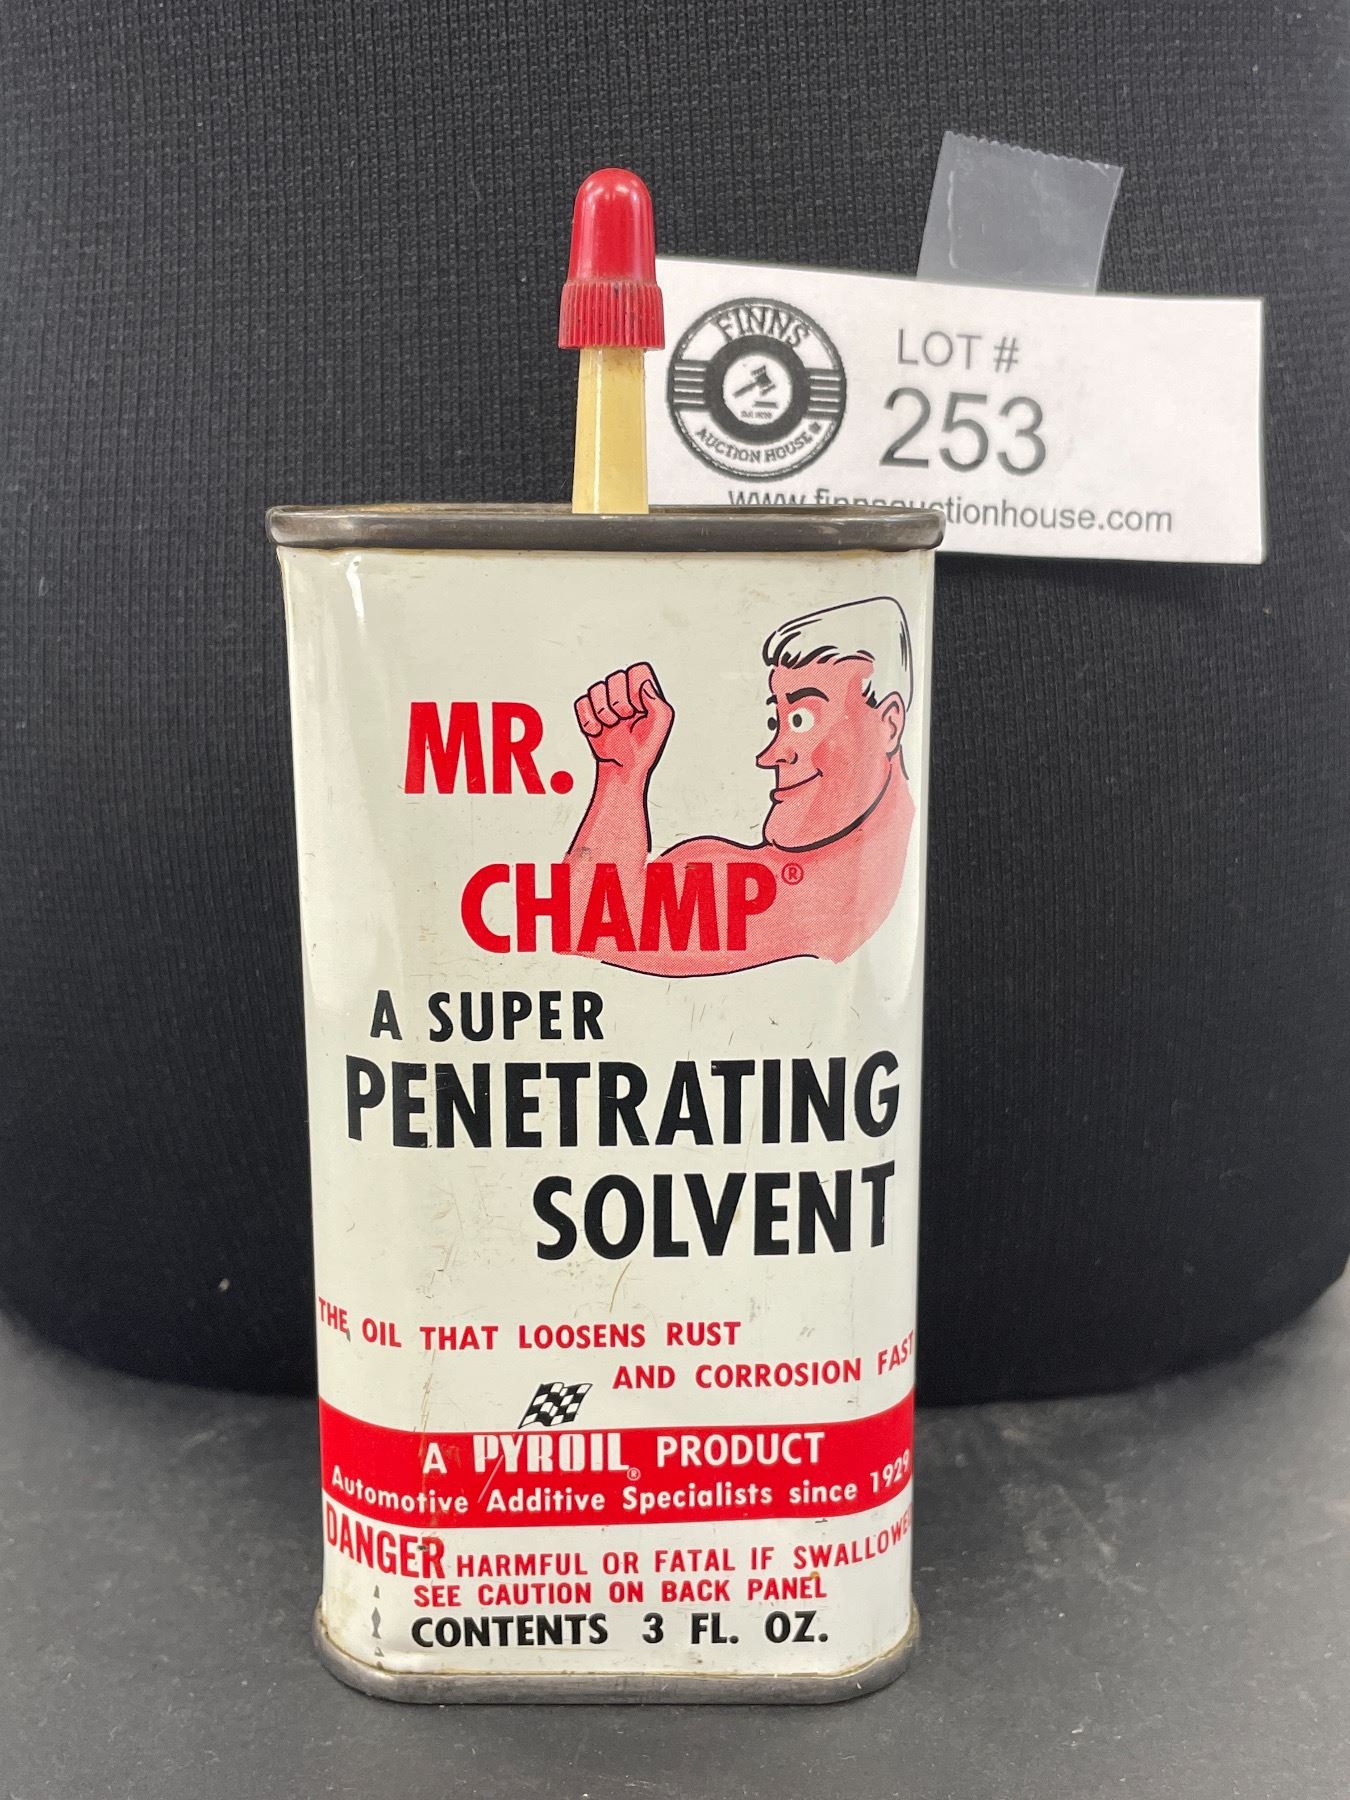 FINNS
AUCTION HOUSE
LOT #
253
www.finnsauctionhouse.com
MR.
CHAMP®
A SUPER
PENETRATING
SOLVENT
THE OIL THAT LOOSENS RUST
AND CORROSION FAST
A PYROIL® PRODUCT
Automotive Additive Specialists since 1929
DANGER HARMFUL OR FATAL IF SWALLOWED
SEE CAUTION ON BACK PANEL
CONTENTS 3 FL. OZ.